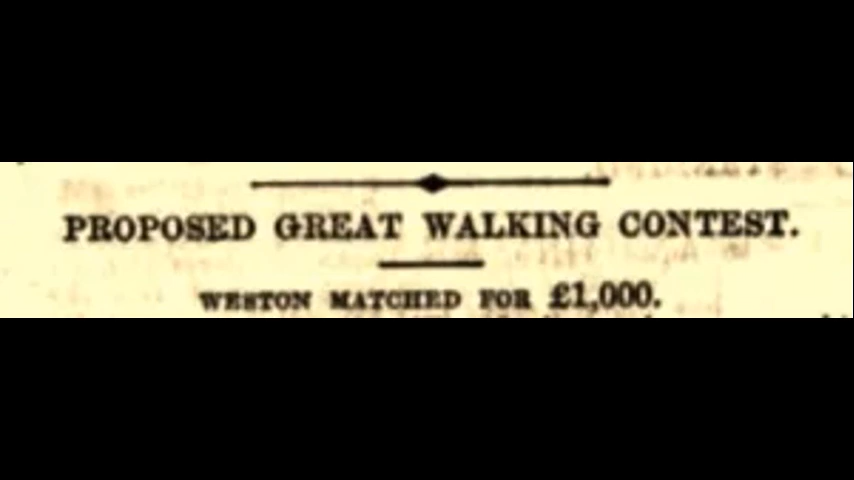 PROPOSED GREAT WALKING CONTEST.
WESTON MATCHED FOR £1,000.